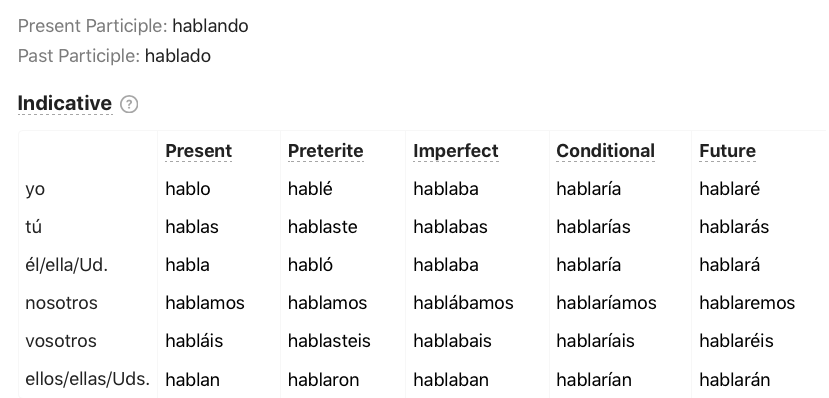 Present Participle: hablando
Past Participle: hablado
Indicative ?
Present Preterite Imperfect Conditional Future
yo hablo hablé hablaba hablaría hablaré
tú hablas hablaste hablabas hablarías hablarás
él/ella/Ud. habla habló hablaba hablaría hablará
nosotros hablamos hablamos hablábamos hablaríamos hablaremos
vosotros habláis hablasteis hablabais hablaríais hablaréis
ellos/ellas/Uds. hablan hablaron hablaban hablarían hablarán